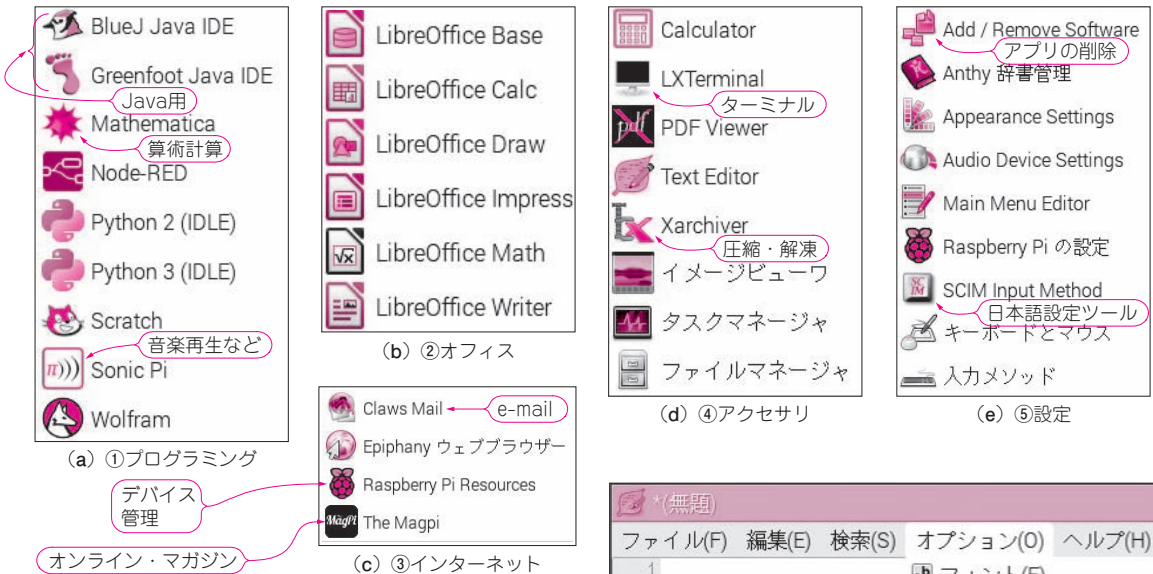 BlueJ Java IDE
Greenfoot Java IDE
Java用
Mathematica
算術計算
Node-RED
Python 2 (IDLE)
Python 3 (IDLE)
Scratch
音楽再生など
π)))
Sonic Pi
Wolfram
(a) ①プログラミング
LibreOffice Base
LibreOffice Calc
LibreOffice Draw
LibreOffice Impress
√x
LibreOffice Math
LibreOffice Writer
(b) ②オフィス
Claws Mail
e-mail
Epiphany ウェブブラウザー
Raspberry Pi Resources
デバイス
管理
MagPi
The Magpi
オンライン・マガジン
(c) ③インターネット
Calculator
LXTerminal
ターミナル
pdf
PDF Viewer
Text Editor
Xarchiver
圧縮・解凍
イメージビューワ
タスクマネージャ
ファイルマネージャ
(d) ④アクセサリ
Add / Remove Software
アプリの削除
Anthy 辞書管理
Appearance Settings
Audio Device Settings
Main Menu Editor
Raspberry Pi の設定
SC
IM
SCIM Input Method
日本語設定ツール
キーボードとマウス
入力メソッド
(e) ⑤設定
*(無題)
ファイル(F) 編集(E) 検索(S) オプション(O) ヘルプ(H)
1